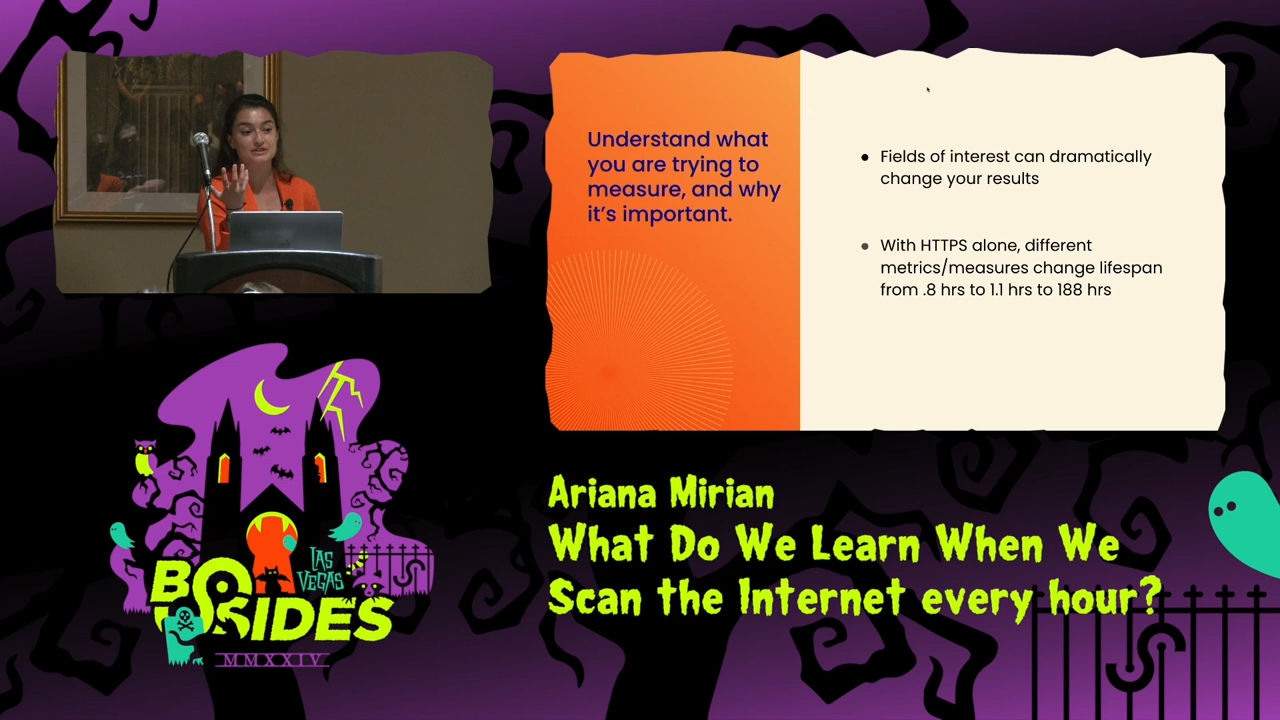 Understand what
you are trying to
measure, and why
it's important.
• Fields of interest can dramatically
change your results
• With HTTPS alone, different
metrics/measures change lifespan
from .8 hrs to 1.1 hrs to 188 hrs
LAS
VEGAS
BSIDES
MMXXIV
Ariana Mirian
What Do We Learn When We
Scan the Internet every hour?